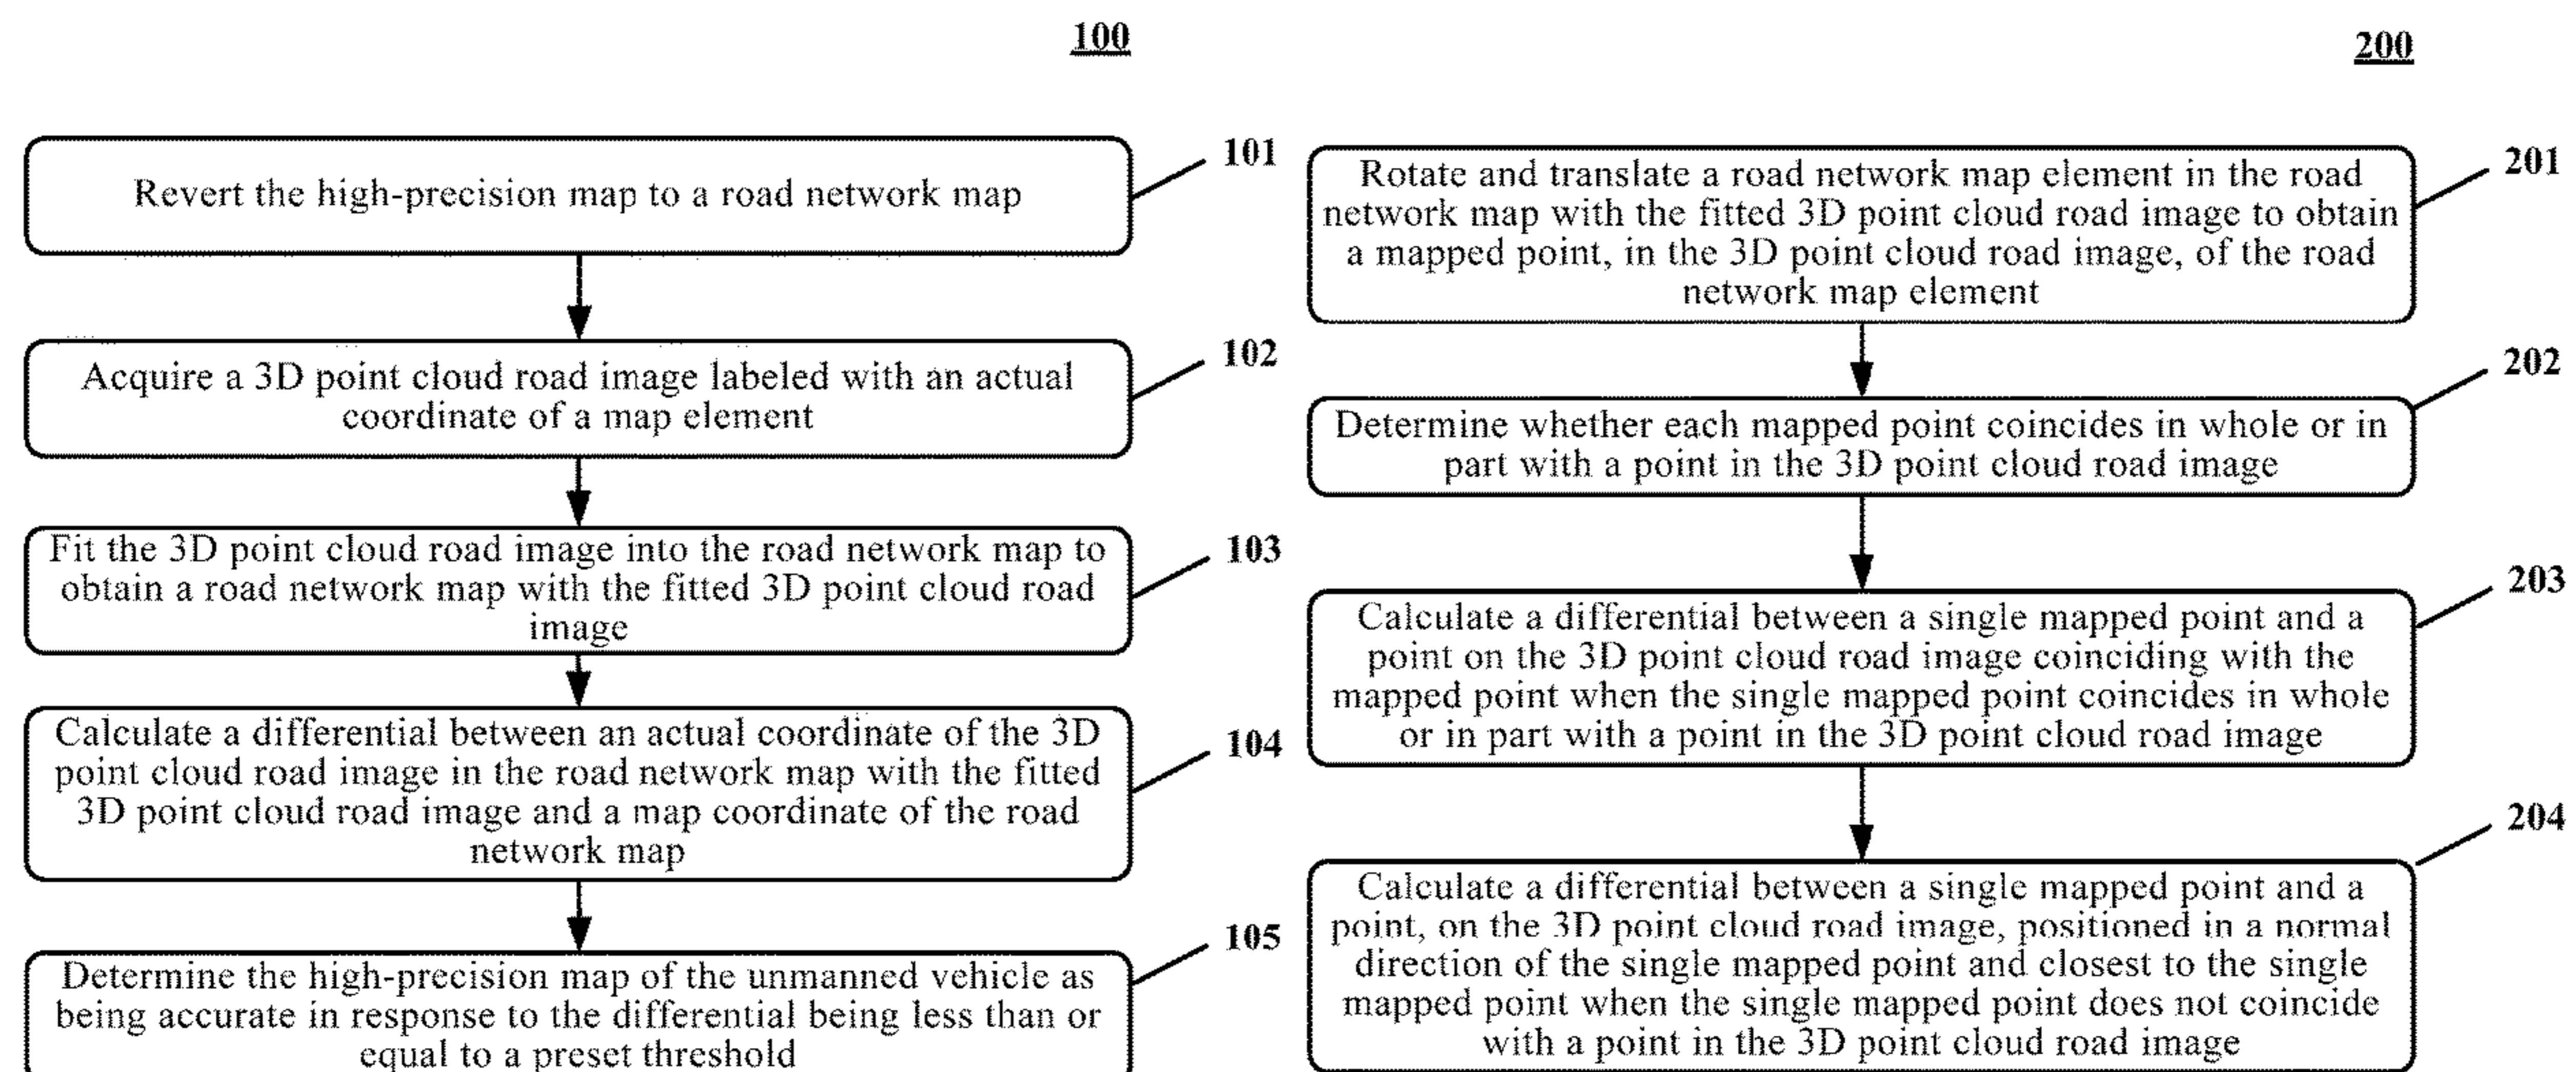 100
Revert the high-precision map to a road network map
101
Acquire a 3D point cloud road image labeled with an actual
coordinate of a map element
102
Fit the 3D point cloud road image into the road network map to
obtain a road network map with the fitted 3D point cloud road
image
103
Calculate a differential between an actual coordinate of the 3D
point cloud road image in the road network map with the fitted
3D point cloud road image and a map coordinate of the road
network map
104
Determine the high-precision map of the unmanned vehicle as
being accurate in response to the differential being less than or
equal to a preset threshold
105
200
Rotate and translate a road network map element in the road
network map with the fitted 3D point cloud road image to obtain
a mapped point, in the 3D point cloud road image, of the road
network map element
201
Determine whether each mapped point coincides in whole or in
part with a point in the 3D point cloud road image
202
Calculate a differential between a single mapped point and a
point on the 3D point cloud road image coinciding with the
mapped point when the single mapped point coincides in whole
or in part with a point in the 3D point cloud road image
203
Calculate a differential between a single mapped point and a
point, on the 3D point cloud road image, positioned in a normal
direction of the single mapped point and closest to the single
mapped point when the single mapped point does not coincide
with a point in the 3D point cloud road image
204